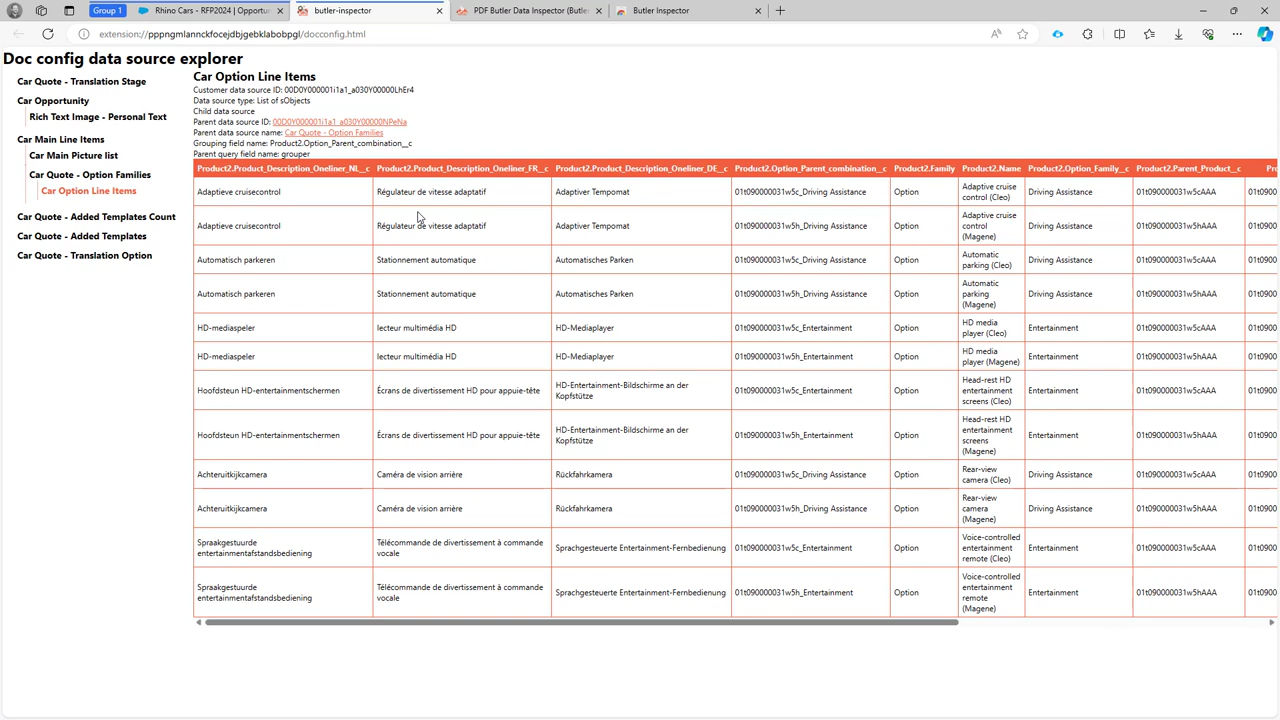 Group 1
Rhino Cars - RFP2024 | Opportu
butler-inspector
PDF Butler Data Inspector (Butler
Butler Inspector
extension://pppngmlannckfocejdbjgebklabobpgl/docconfig.html
Doc config data source explorer
Car Quote - Translation Stage
Car Opportunity
Rich Text Image - Personal Text
Car Main Line Items
Car Main Picture list
Car Quote - Option Families
Car Option Line Items
Car Quote - Added Templates Count
Car Quote - Added Templates
Car Quote - Translation Option
Car Option Line Items
Customer data source ID: 00D0Y000001i1a1_a030Y00000LhEr4
Data source type: List of sObjects
Child data source
Parent data source ID: 00D0Y000001i1a1_a030Y00000NPeNa
Parent data source name: Car Quote - Option Families
Grouping field name: Product2.Option_Parent_combination__c
Parent query field name: grouper
Product2.Product_Description_Oneliner_NL__c Product2.Product_Description_Oneliner_FR__c Product2.Product_Description_Oneliner_DE__c Product2.Option_Parent_combination__c Product2.Family Product2.Name Product2.Option_Family__c Product2.Parent_Product__c Pr
Adaptieve cruisecontrol Régulateur de vitesse adaptatif Adaptiver Tempomat 01t090000031w5c_Driving Assistance Option Adaptive cruise control (Cleo) Driving Assistance 01t090000031w5cAAA 01t0900
Adaptieve cruisecontrol Régulateur de vitesse adaptatif Adaptiver Tempomat 01t090000031w5h_Driving Assistance Option Adaptive cruise control (Magene) Driving Assistance 01t090000031w5hAAA 01t0900
Automatisch parkeren Stationnement automatique Automatisches Parken 01t090000031w5c_Driving Assistance Option Automatic parking (Cleo) Driving Assistance 01t090000031w5cAAA 01t0900
Automatisch parkeren Stationnement automatique Automatisches Parken 01t090000031w5h_Driving Assistance Option Automatic parking (Magene) Driving Assistance 01t090000031w5hAAA 01t0900
HD-mediaspeler lecteur multimédia HD HD-Mediaplayer 01t090000031w5c_Entertainment Option HD media player (Cleo) Entertainment 01t090000031w5cAAA 01t0900
HD-mediaspeler lecteur multimédia HD HD-Mediaplayer 01t090000031w5h_Entertainment Option HD media player (Magene) Entertainment 01t090000031w5hAAA 01t0900
Hoofdsteun HD-entertainmentschermen Écrans de divertissement HD pour appuie-tête HD-Entertainment-Bildschirme an der Kopfstütze 01t090000031w5c_Entertainment Option Head-rest HD entertainment screens (Cleo) Entertainment 01t090000031w5cAAA 01t0900
Hoofdsteun HD-entertainmentschermen Écrans de divertissement HD pour appuie-tête HD-Entertainment-Bildschirme an der Kopfstütze 01t090000031w5h_Entertainment Option Head-rest HD entertainment screens (Magene) Entertainment 01t090000031w5hAAA 01t0900
Achteruitkijkcamera Caméra de vision arrière Rückfahrkamera 01t090000031w5c_Driving Assistance Option Rear-view camera (Cleo) Driving Assistance 01t090000031w5cAAA 01t0900
Achteruitkijkcamera Caméra de vision arrière Rückfahrkamera 01t090000031w5h_Driving Assistance Option Rear-view camera (Magene) Driving Assistance 01t090000031w5hAAA 01t0900
Spraakgestuurde entertainmentafstandsbediening Télécommande de divertissement à commande vocale Sprachgesteuerte Entertainment-Fernbedienung 01t090000031w5c_Entertainment Option Voice-controlled entertainment remote (Cleo) Entertainment 01t090000031w5cAAA 01t0900
Spraakgestuurde entertainmentafstandsbediening Télécommande de divertissement à commande vocale Sprachgesteuerte Entertainment-Fernbedienung 01t090000031w5h_Entertainment Option Voice-controlled entertainment remote (Magene) Entertainment 01t090000031w5hAAA 01t0900